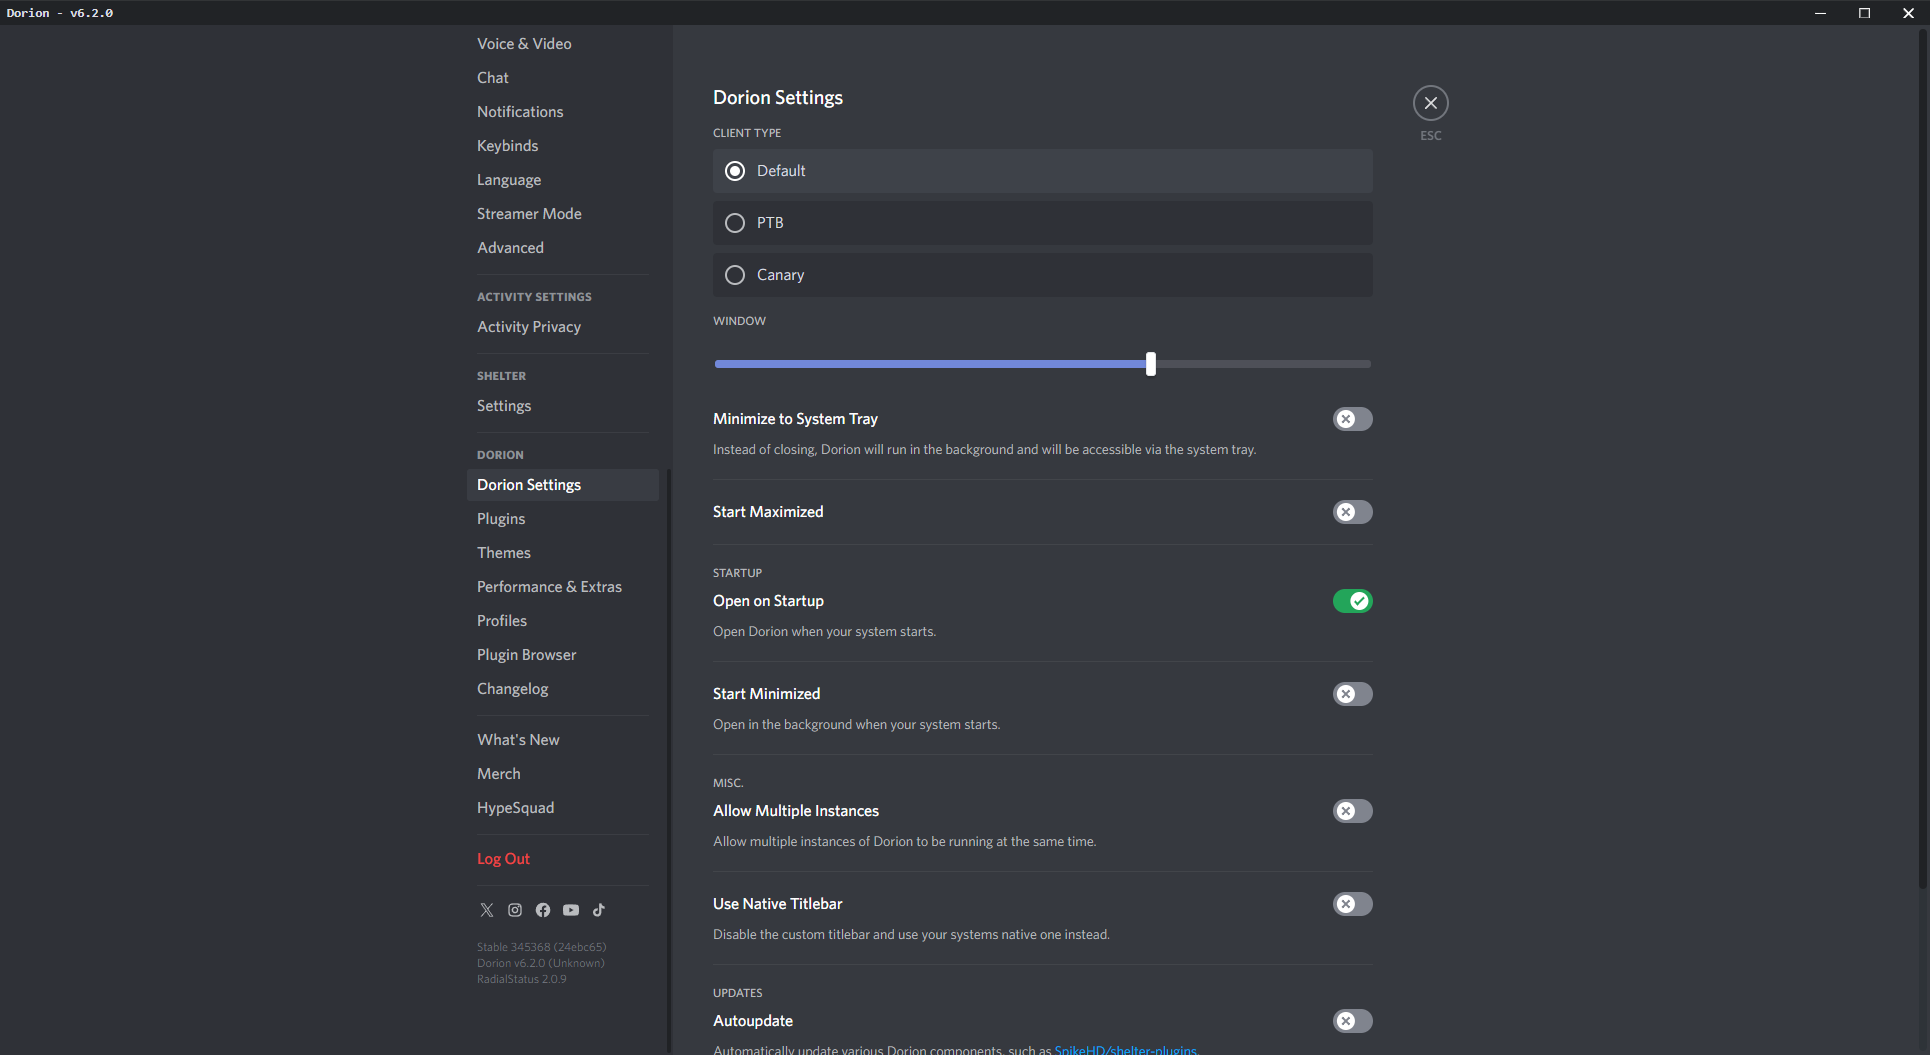 Dorion - v6.2.0
Voice & Video
Chat
Notifications
Keybinds
Language
Streamer Mode
Advanced
ACTIVITY SETTINGS
Activity Privacy
SHELTER
Settings
DORION
Dorion Settings
Plugins
Themes
Performance & Extras
Profiles
Plugin Browser
Changelog
What's New
Merch
HypeSquad
Log Out
Stable 345368 (24ebc65)
Dorion v6.2.0 (Unknown)
RadialStatus 2.0.9
Dorion Settings
ESC
CLIENT TYPE
Default
PTB
Canary
WINDOW
Minimize to System Tray
Instead of closing, Dorion will run in the background and will be accessible via the system tray.
Start Maximized
STARTUP
Open on Startup
Open Dorion when your system starts.
Start Minimized
Open in the background when your system starts.
MISC.
Allow Multiple Instances
Allow multiple instances of Dorion to be running at the same time.
Use Native Titlebar
Disable the custom titlebar and use your systems native one instead.
UPDATES
Autoupdate
Automatically update various Dorion components, such as SpikeHD/shelter-plugins.